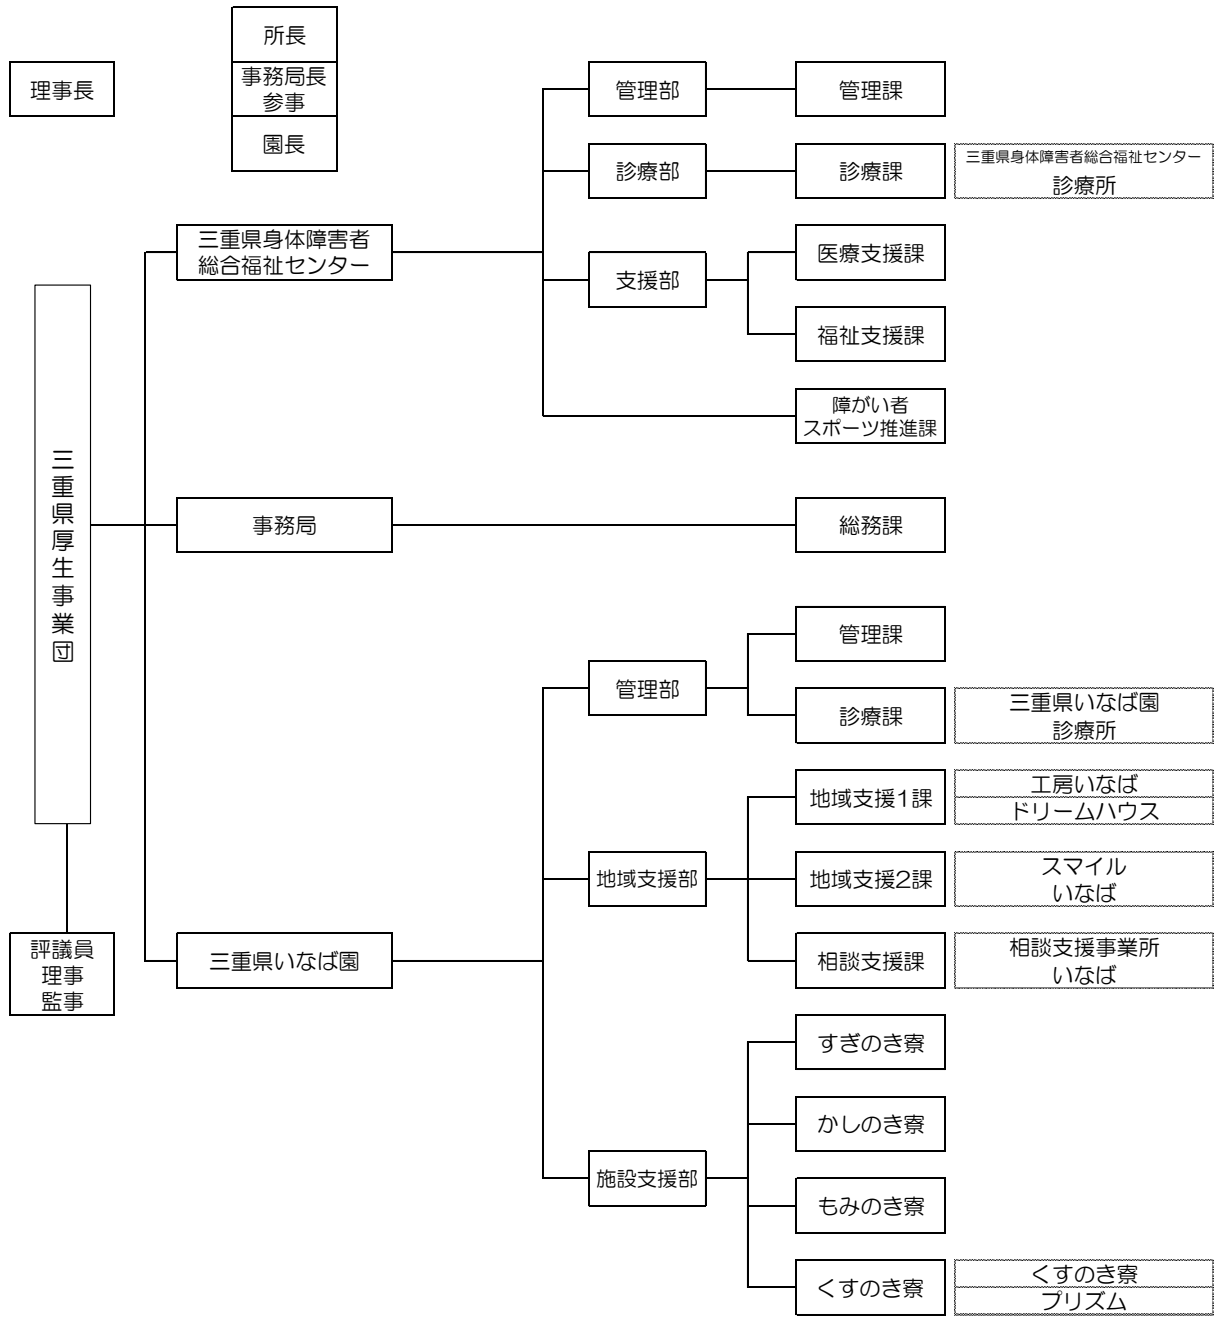 所長
理事長
事務局長
参事
園長
管理部
管理課
診療部
診療課
三重県身体障害者総合福祉センター
診療所
三重県身体障害者
総合福祉センター
支援部
医療支援課
福祉支援課
障がい者
スポーツ推進課
三重県厚生事業団
事務局
総務課
管理部
管理課
診療課
三重県いなば園
診療所
地域支援部
地域支援1課
工房いなば
ドリームハウス
地域支援2課
スマイル
いなば
相談支援課
相談支援事業所
いなば
評議員
理事
監事
三重県いなば園
施設支援部
すぎのき寮
かしのき寮
もみのき寮
くすのき寮
くすのき寮
プリズム